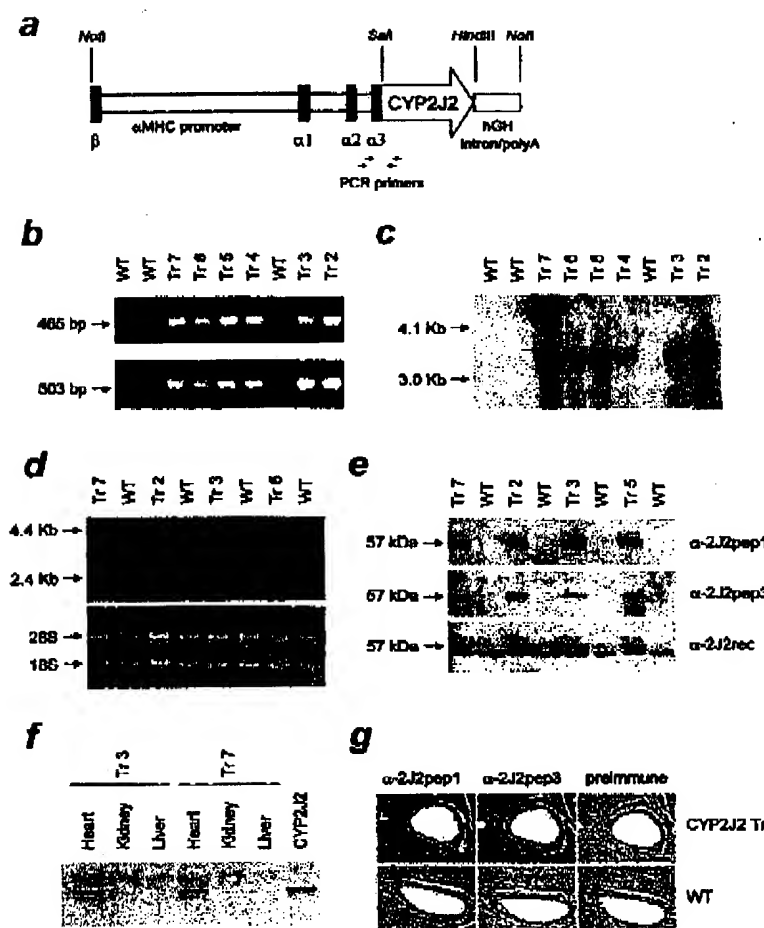 a
NotI SalI HindIII NotI
CYP2J2
αMHC promoter
β α1 α2 α3 hGH
intron/polyA
PCR primers
b
WT WT Tr 7 Tr 6 Tr 5 Tr 4 WT Tr 3 Tr 2
465 bp
503 bp
c
WT WT Tr 7 Tr 6 Tr 5 Tr 4 WT Tr 3 Tr 2
4.1 Kb
3.0 Kb
d
Tr 7 WT Tr 2 WT Tr 3 WT Tr 5 WT
4.4 Kb
2.4 Kb
28S
18S
e
Tr 7 WT Tr 2 WT Tr 3 WT Tr 5 WT
57 kDa α-2J2pep1
57 kDa α-2J2pep3
57 kDa α-2J2rec
f
Tr 3 Tr 7
Heart Kidney Liver Heart Kidney Liver CYP2J2
g
α-2J2pep1 α-2J2pep3 preimmune
CYP2J2 Tr
WT